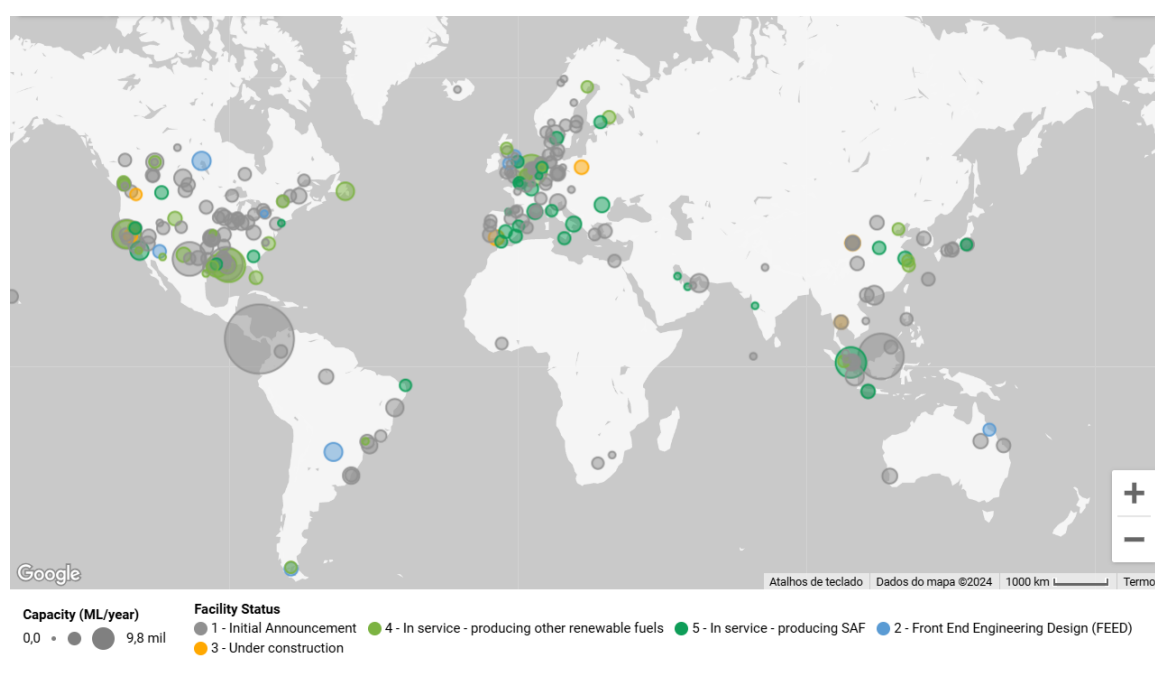 Google
Atalhos de teclado
Dados do mapa ©2024
1000 km
Termo
Capacity (ML/year)
0,0
9,8 mil
Facility Status
1 - Initial Announcement
4 - In service - producing other renewable fuels
5 - In service - producing SAF
2 - Front End Engineering Design (FEED)
3 - Under construction